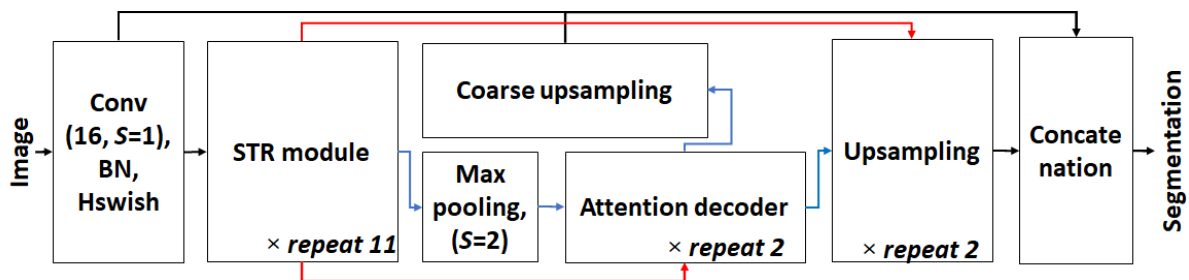 Image
Conv
(16, S=1),
BN,
Hswish
STR module
× repeat 11
Coarse upsampling
Max
pooling,
(S=2)
Attention decoder
× repeat 2
Upsampling
× repeat 2
Concate
nation
Segmentation